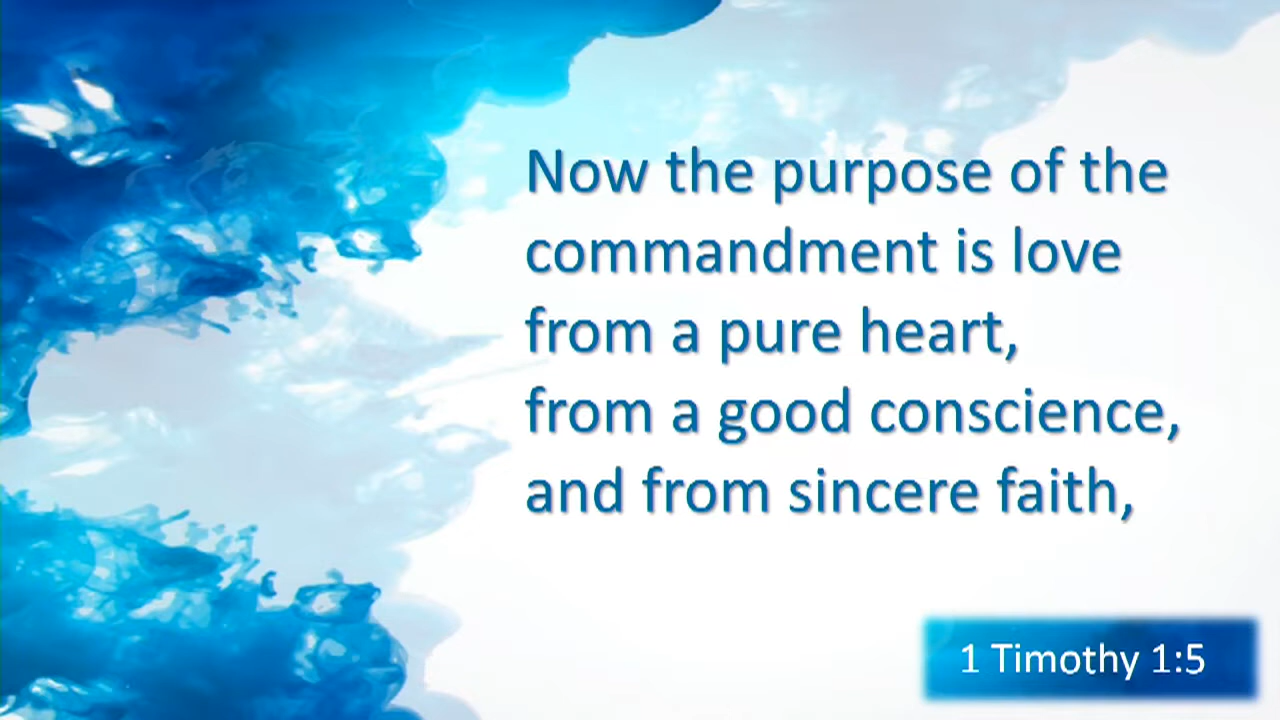 Now the purpose of the
commandment is love
from a pure heart,
from a good conscience,
and from sincere faith,
1 Timothy 1:5